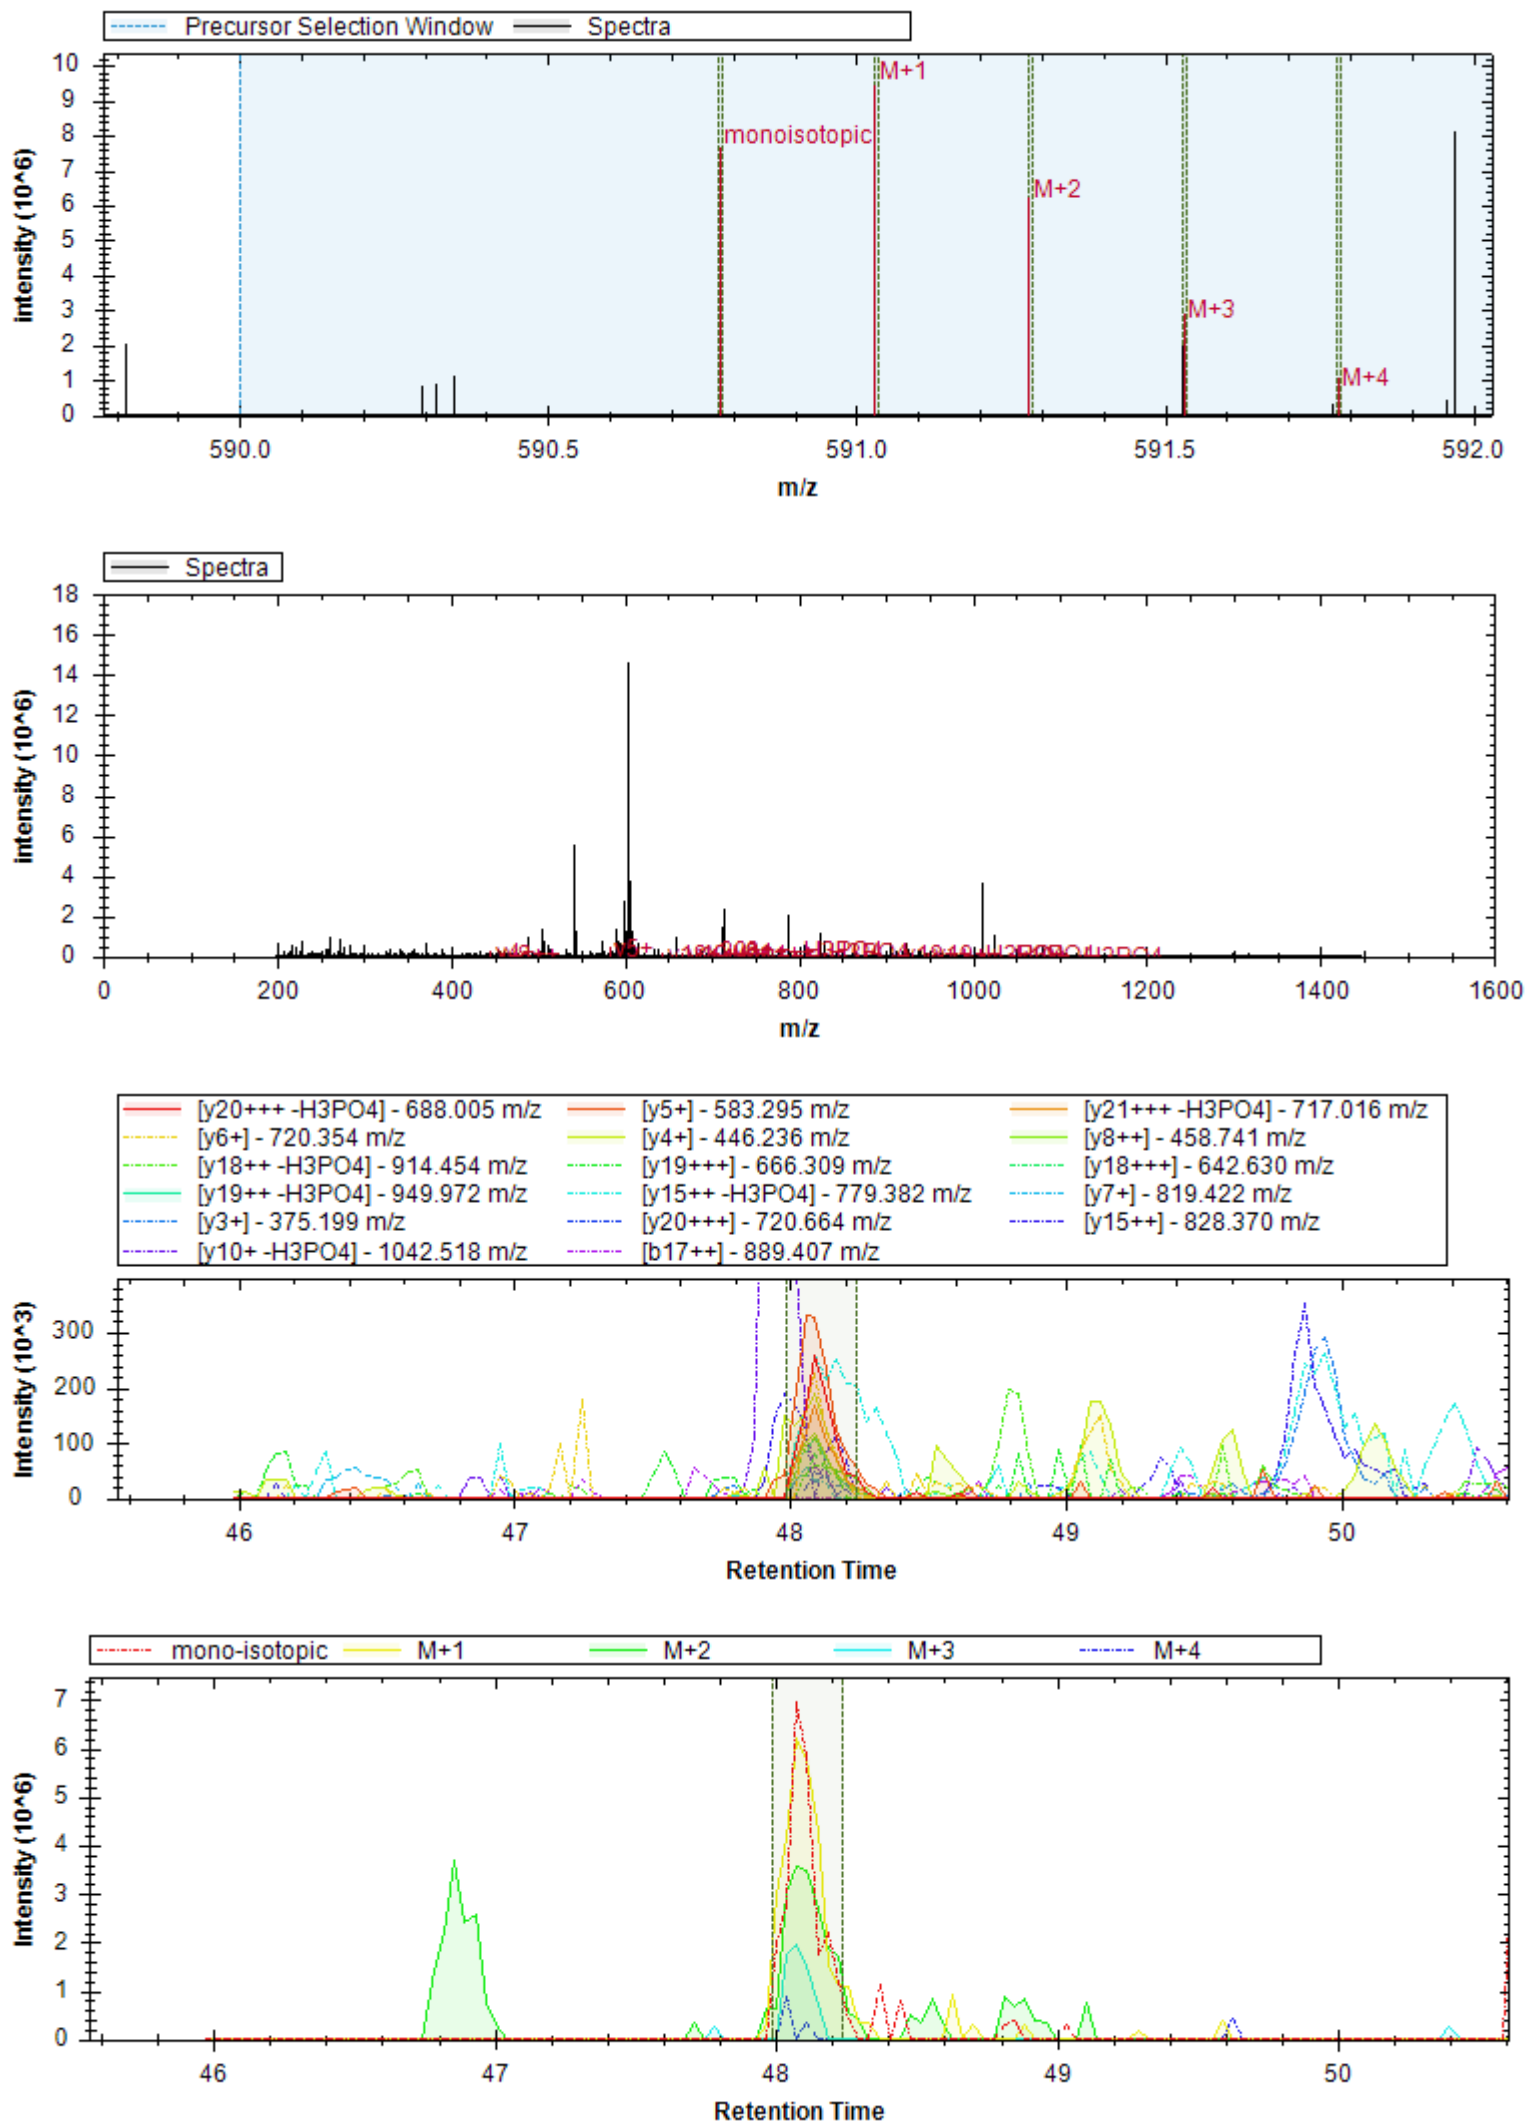 Precursor Selection Window Spectra
10
9
8
7
6
5
4
3
2
1
0
intensity (10^6)
monoisotopic
M+1
M+2
M+3
M+4
590.0 590.5 591.0 591.5 592.0
m/z
Spectra
18
16
14
12
10
8
6
4
2
0
intensity (10^6)
0 200 400 600 800 1000 1200 1400 1600
m/z
[y20+++ -H3PO4] - 688.005 m/z [y5+] - 583.295 m/z [y21+++ -H3PO4] - 717.016 m/z
[y6+] - 720.354 m/z [y4+] - 446.236 m/z [y8++] - 458.741 m/z
[y18++ -H3PO4] - 914.454 m/z [y19+++] - 666.309 m/z [y18+++] - 642.630 m/z
[y19++ -H3PO4] - 949.972 m/z [y15++ -H3PO4] - 779.382 m/z [y7+] - 819.422 m/z
[y3+] - 375.199 m/z [y20+++] - 720.664 m/z [y15++] - 828.370 m/z
[y10+ -H3PO4] - 1042.518 m/z [b17++] - 889.407 m/z
300
200
100
0
Intensity (10^3)
46 47 48 49 50
Retention Time
mono-isotopic M+1 M+2 M+3 M+4
7
6
5
4
3
2
1
0
Intensity (10^6)
46 47 48 49 50
Retention Time